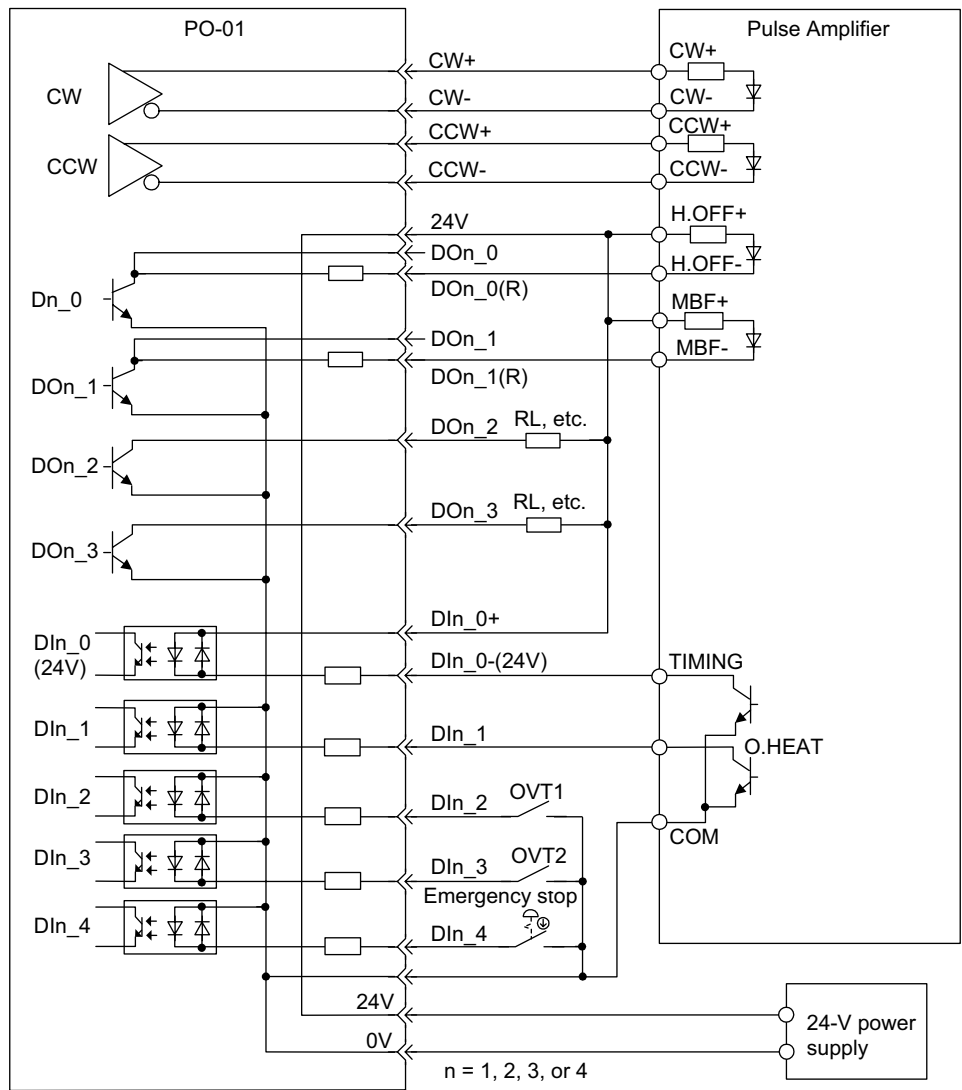 PO-01
Pulse Amplifier
CW
CW+
CW-
CW+
CW-
CCW
CCW+
CCW-
CCW+
CCW-
24V
H.OFF+
DOn_0
H.OFF-
Dn_0
DOn_0(R)
MBF+
DOn_1
MBF-
DOn_1
DOn_1(R)
DOn_2
RL, etc.
DOn_2
DOn_3
RL, etc.
DOn_3
DIn_0+
DIn_0
(24V)
DIn_0-(24V)
TIMING
DIn_1
DIn_1
O.HEAT
DIn_2
DIn_2
OVT1
COM
DIn_3
DIn_3
OVT2
Emergency stop
DIn_4
DIn_4
24V
24-V power
supply
0V
n = 1, 2, 3, or 4